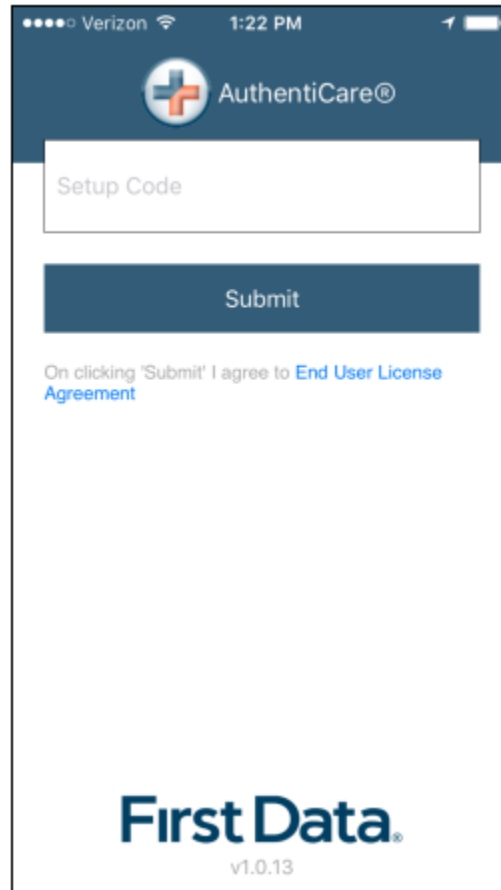 Verizon 1:22 PM
AuthentiCare®
Setup Code
Submit
On clicking 'Submit' I agree to End User License
Agreement
First Data®
v1.0.13